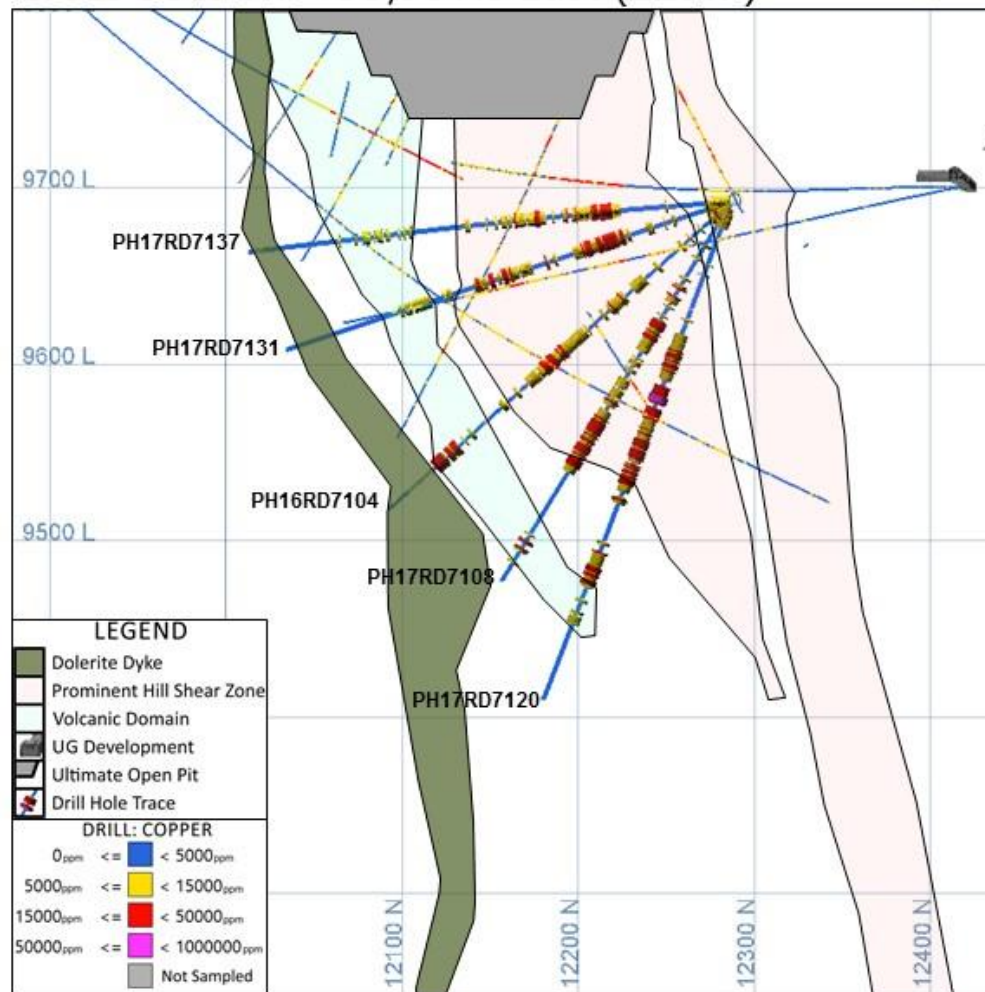 9700 L
PH17RD7137
PH17RD7131
9600 L
PH16RD7104
9500 L
PH17RD7108
PH17RD7120
LEGEND
Dolerite Dyke
Prominent Hill Shear Zone
Volcanic Domain
UG Development
Ultimate Open Pit
Drill Hole Trace
DRILL: COPPER
0ppm <= < 5000ppm
5000ppm <= < 15000ppm
15000ppm <= < 50000ppm
50000ppm <= < 1000000ppm
Not Sampled
12100 N
12200 N
12300 N
12400 N